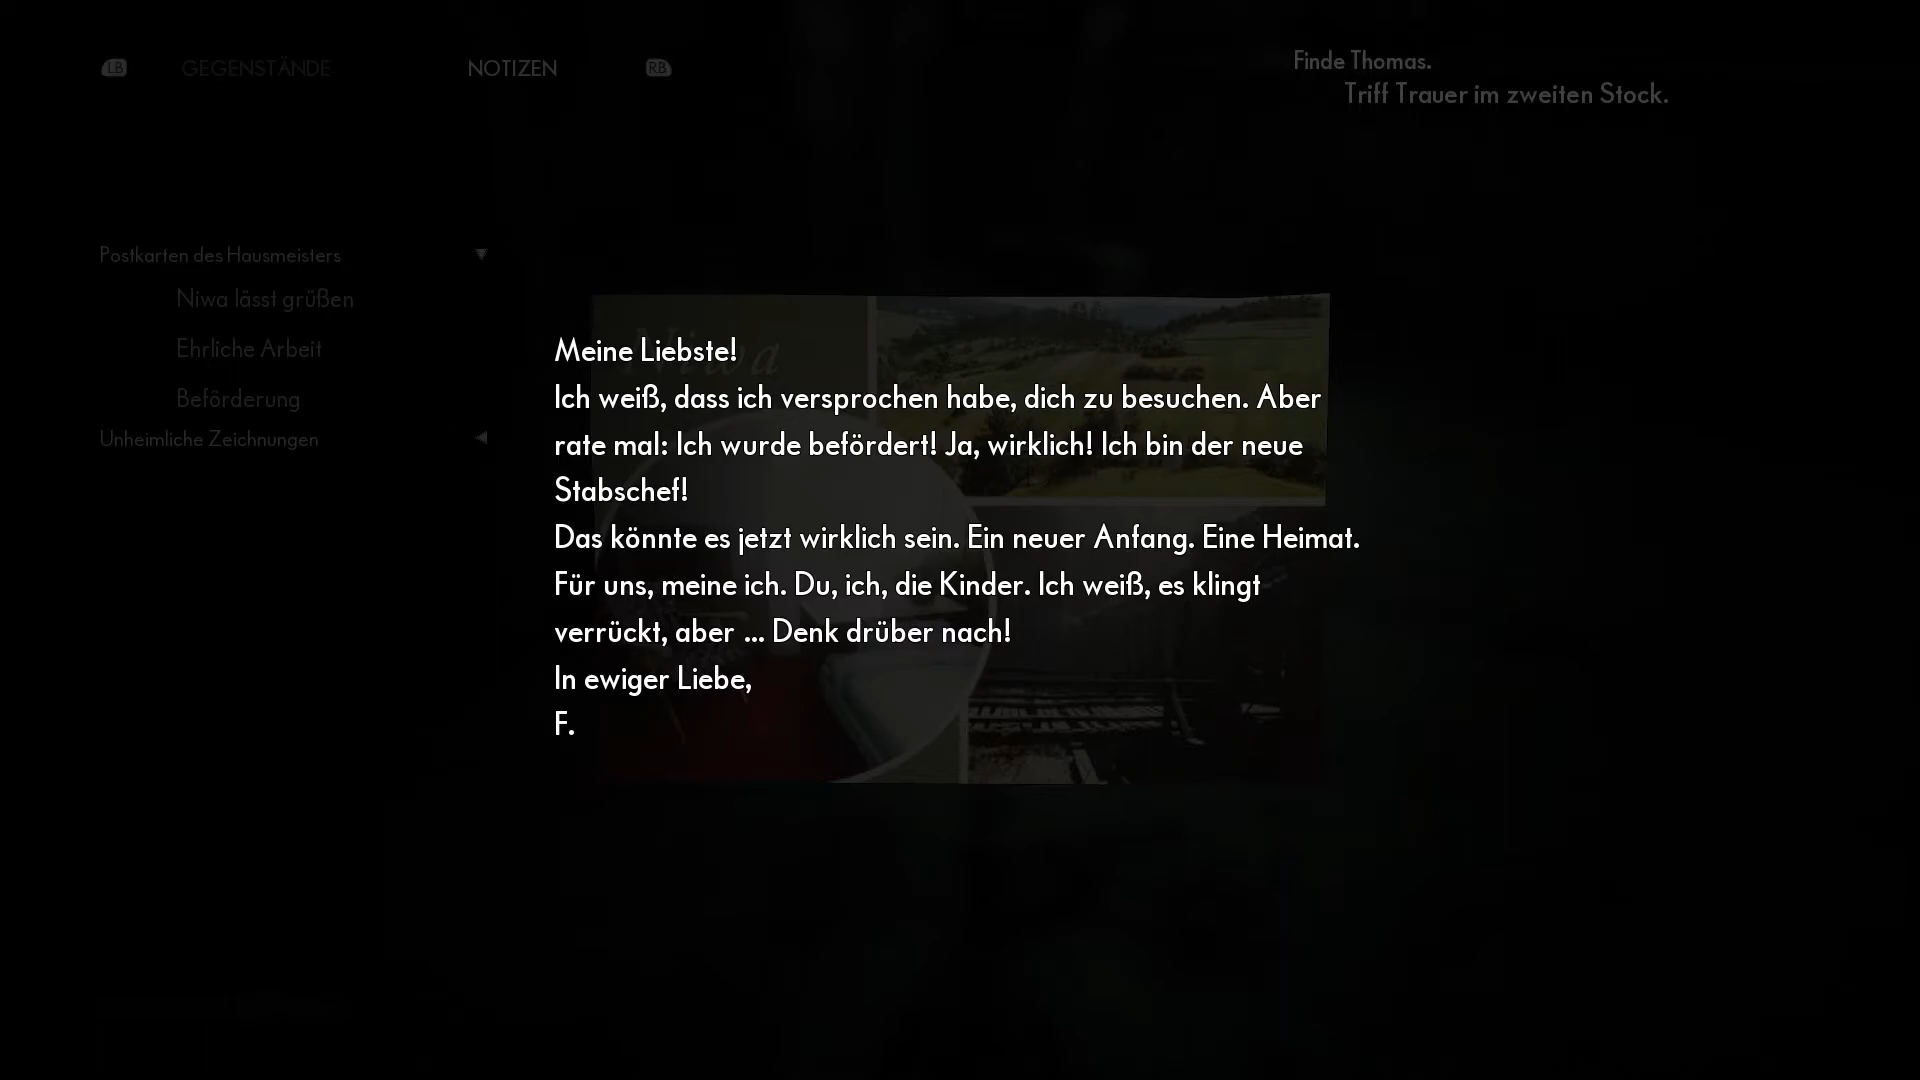 LB
GEGENSTÄNDE
NOTIZEN
RB
Finde Thomas.
Triff Trauer im zweiten Stock.
Postkarten des Hausmeisters
Niwa lässt grüßen
Ehrliche Arbeit
Beförderung
Unheimliche Zeichnungen
Niwa
Meine Liebste!
Ich weiß, dass ich versprochen habe, dich zu besuchen. Aber
rate mal: Ich wurde befördert! Ja, wirklich! Ich bin der neue
Stabschef!
Das könnte es jetzt wirklich sein. Ein neuer Anfang. Eine Heimat.
Für uns, meine ich. Du, ich, die Kinder. Ich weiß, es klingt
verrückt, aber ... Denk drüber nach!
In ewiger Liebe,
F.